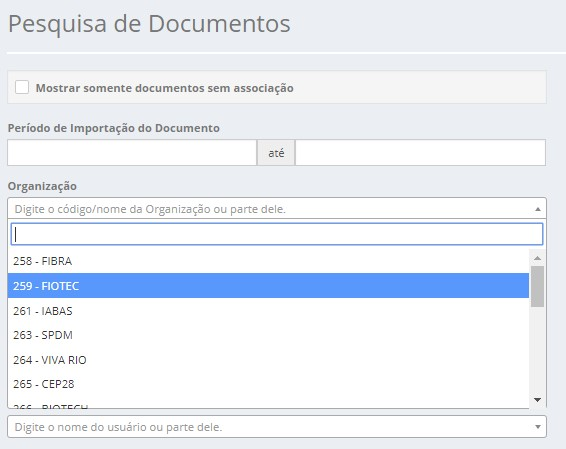 Pesquisa de Documentos
Mostrar somente documentos sem associação
Período de Importação do Documento
até
Organização
Digite o código/nome da Organização ou parte dele.
258 - FIBRA
259 - FIOTEC
261 - IABAS
263 - SPDM
264 - VIVA RIO
265 - CEP28
266 - BIOTECH
Digite o nome do usuário ou parte dele.